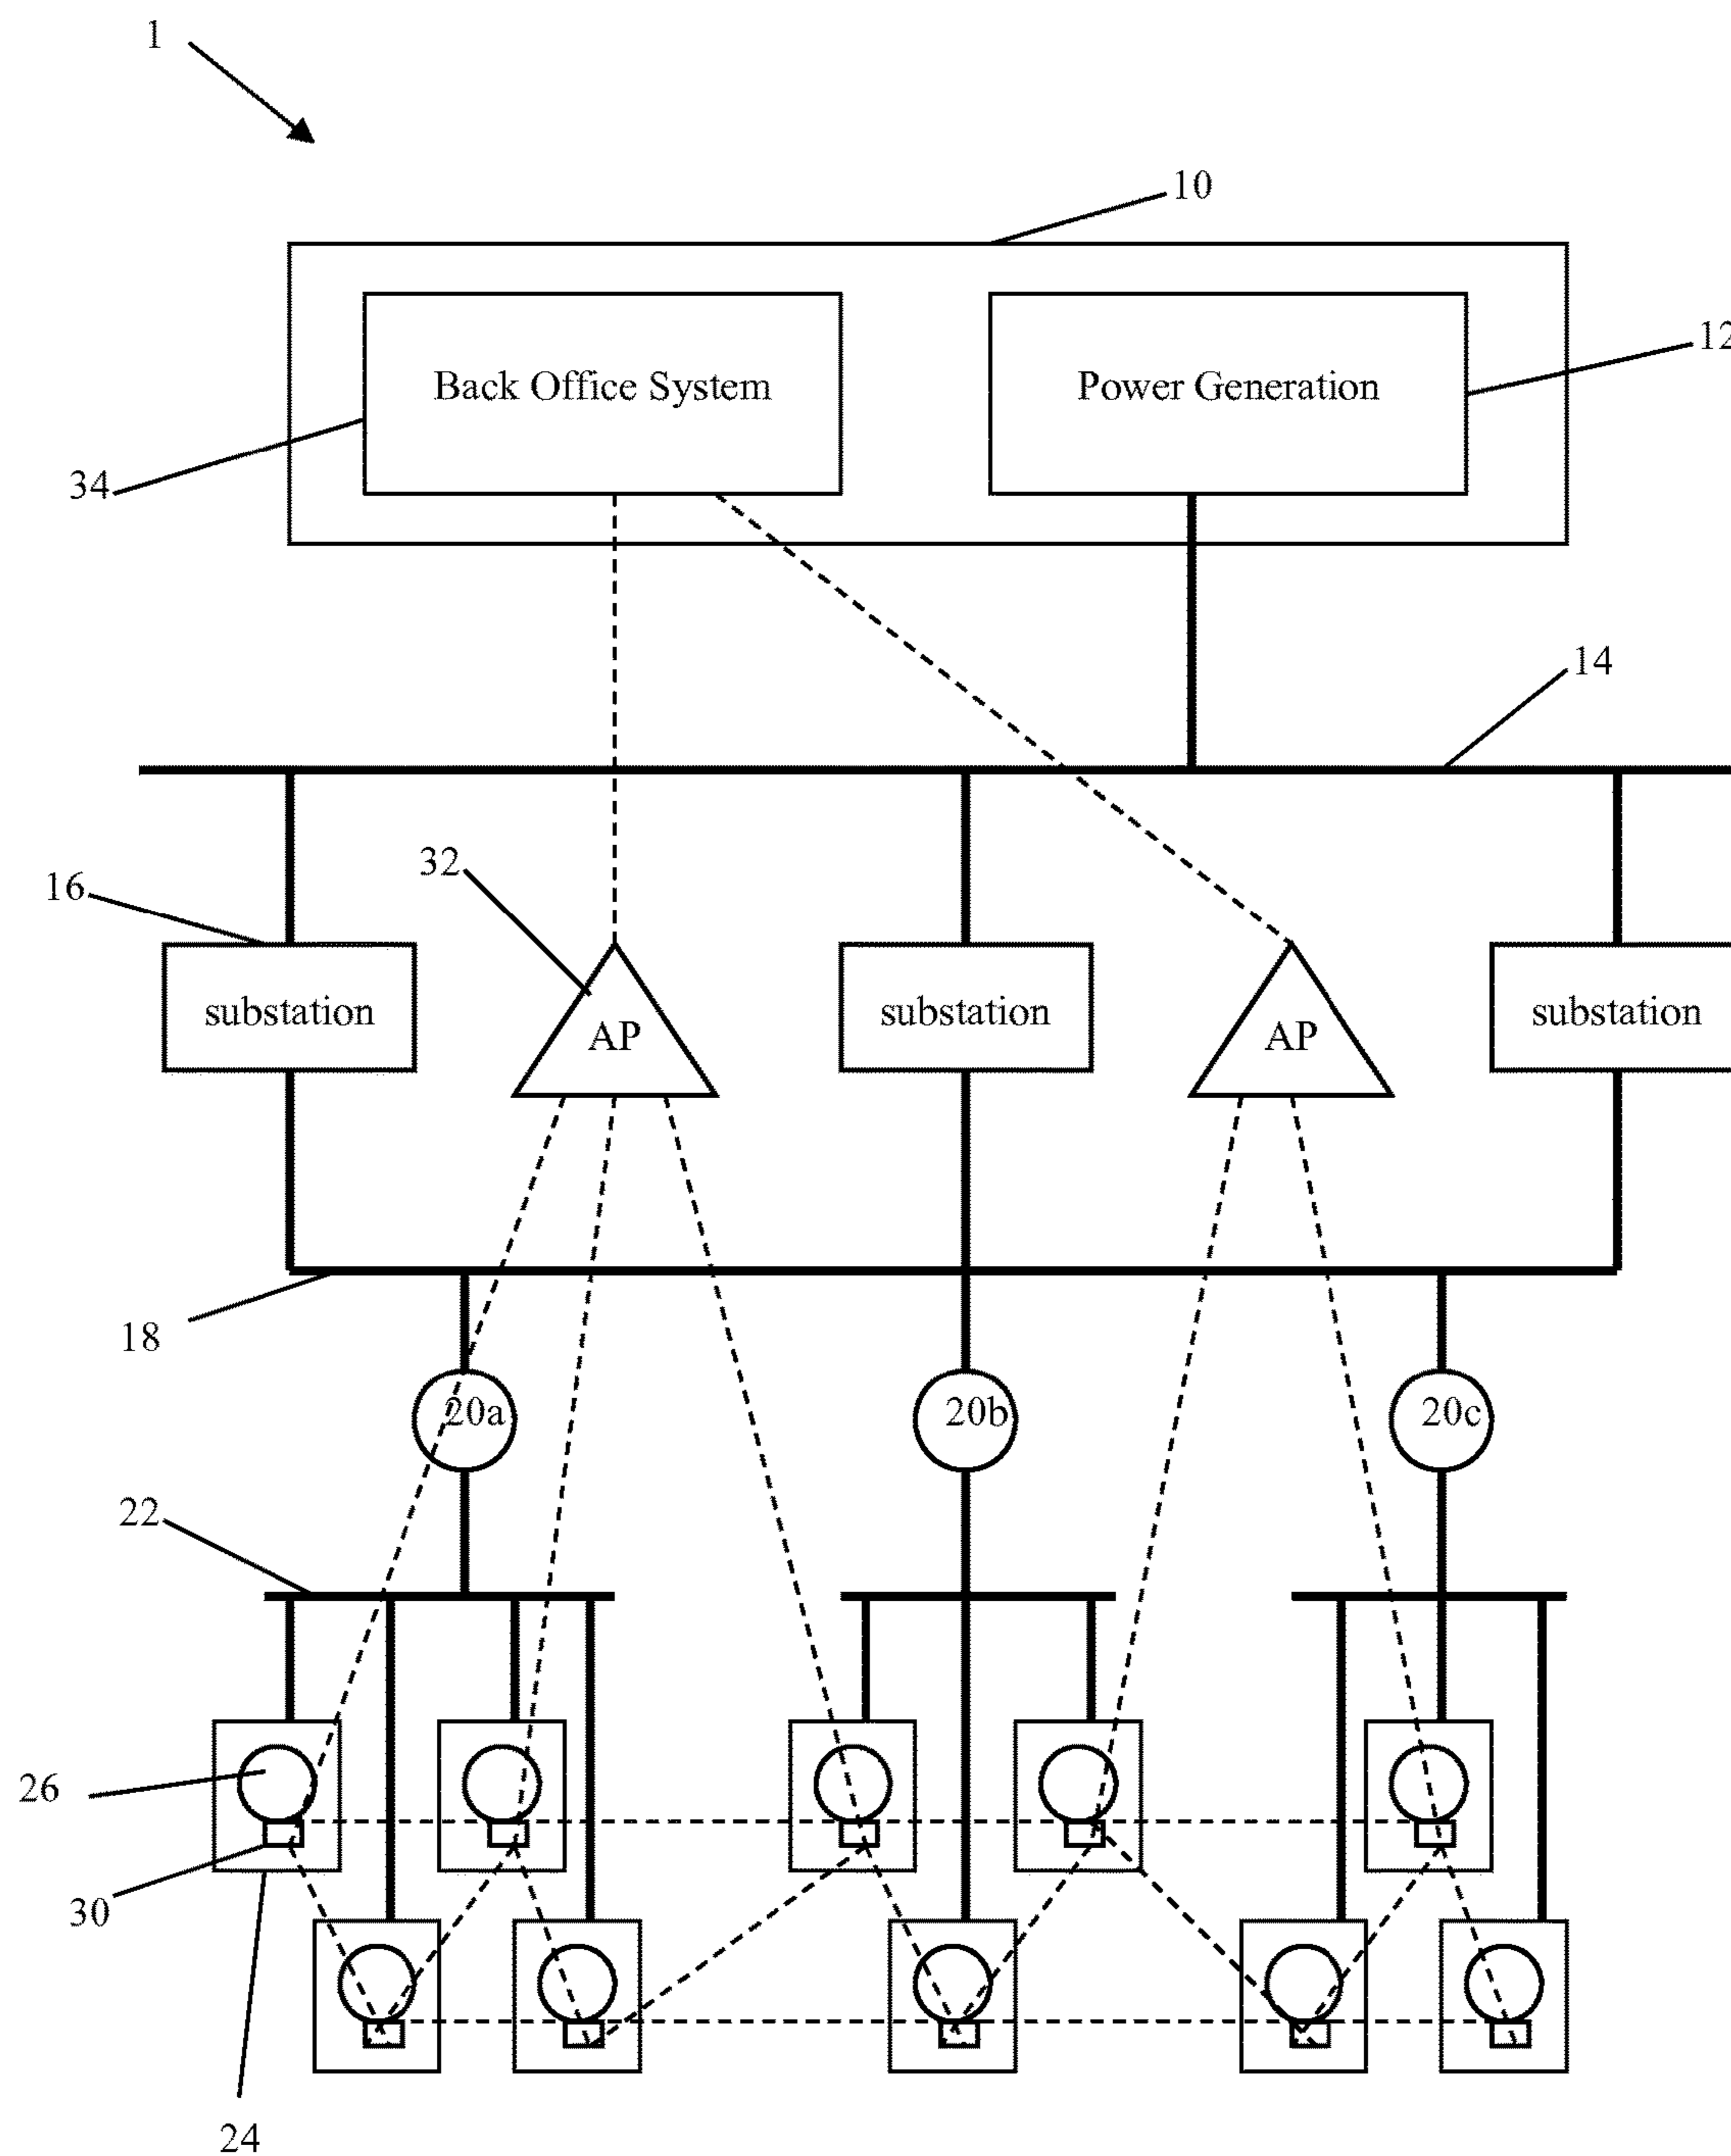 1
10
Back Office System
Power Generation
12
34
14
32
16
substation
AP
substation
AP
substation
18
20a
20b
20c
22
26
30
24